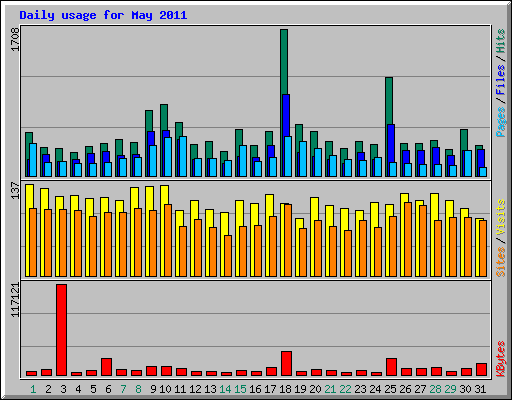 Daily usage for May 2011
1708
Pages / Files / Hits
137
Sites / Visits
117121
KBytes
1 2 3 4 5 6 7 8 9 10 11 12 13 14 15 16 17 18 19 20 21 22 23 24 25 26 27 28 29 30 31